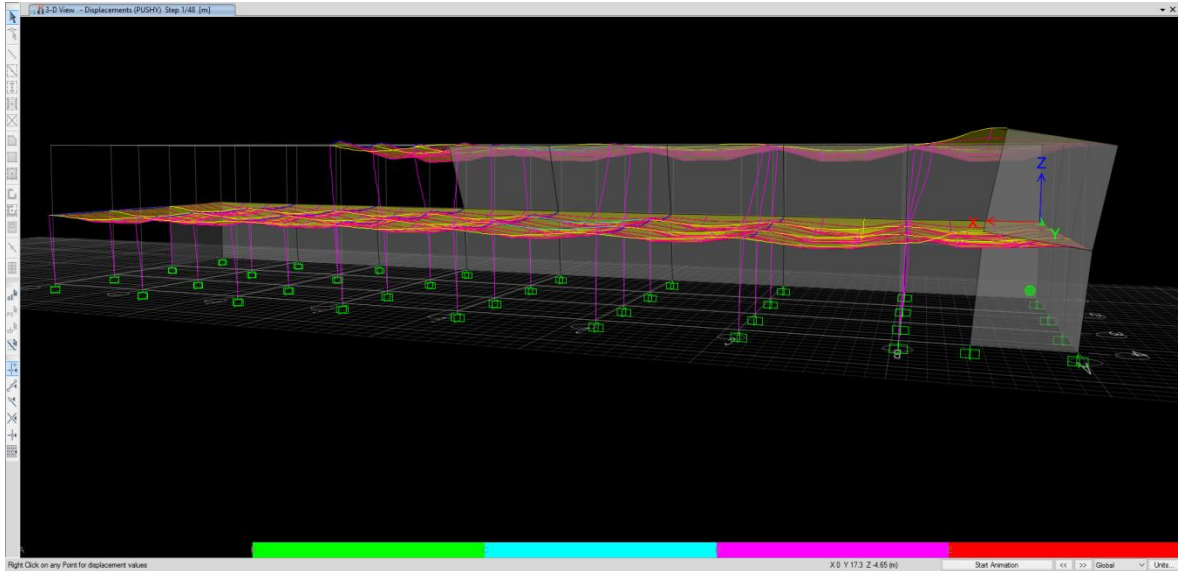 3-D View - Displacements (PUSHY) Step 1/48 [m]
Z
X
Y
B
A
Right Click on any Point for displacement values
X 0 Y 17.3 Z -4.65 (m)
Start Animation
<<
>>
Global
Units...